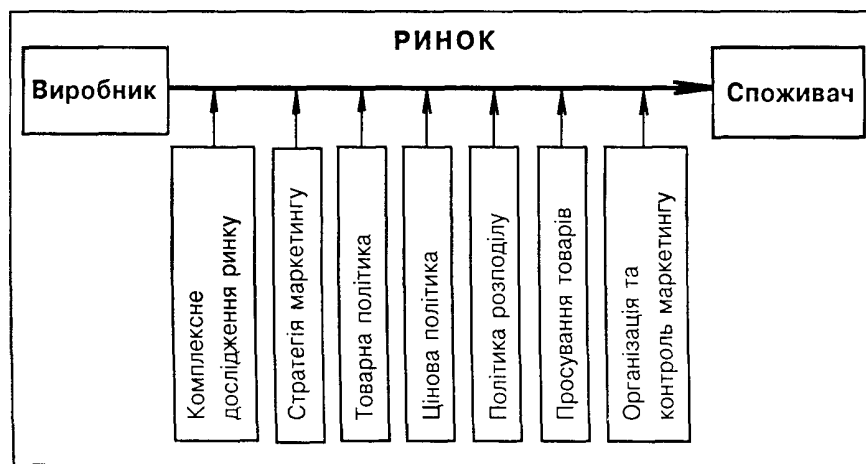 РИНОК
Виробник
Споживач
Комплексне
дослідження ринку
Стратегія маркетингу
Товарна політика
Цінова політика
Політика розподілу
Просування товарів
Організація та
контроль маркетингу